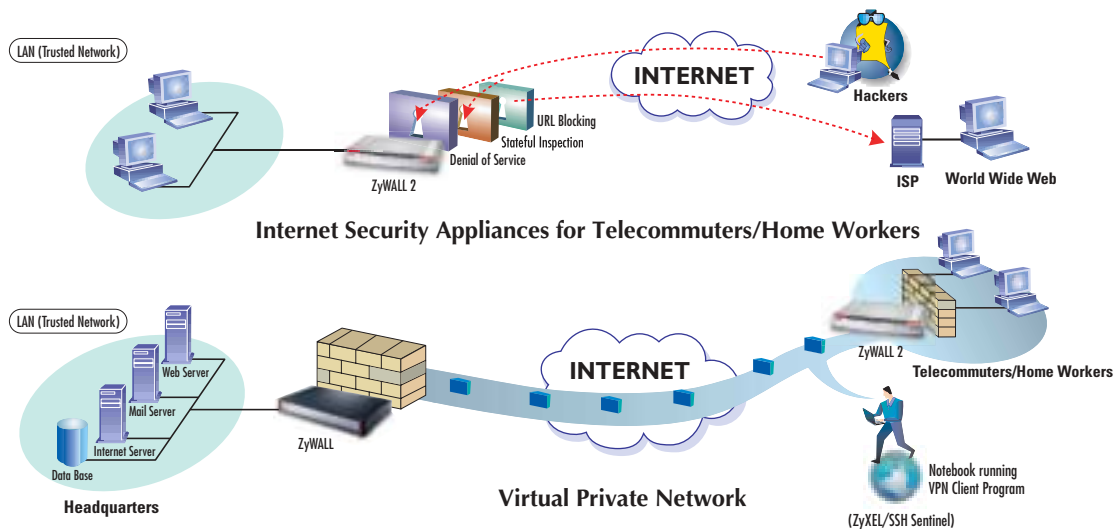 LAN (Trusted Network)
INTERNET
Hackers
URL Blocking
Stateful Inspection
Denial of Service
ZyWALL 2
ISP
World Wide Web
Internet Security Appliances for Telecommuters/Home Workers
LAN (Trusted Network)
Web Server
Mail Server
Internet Server
Data Base
Headquarters
ZyWALL
INTERNET
ZyWALL 2
Telecommuters/Home Workers
Notebook running
VPN Client Program
(ZyXEL/SSH Sentinel)
Virtual Private Network